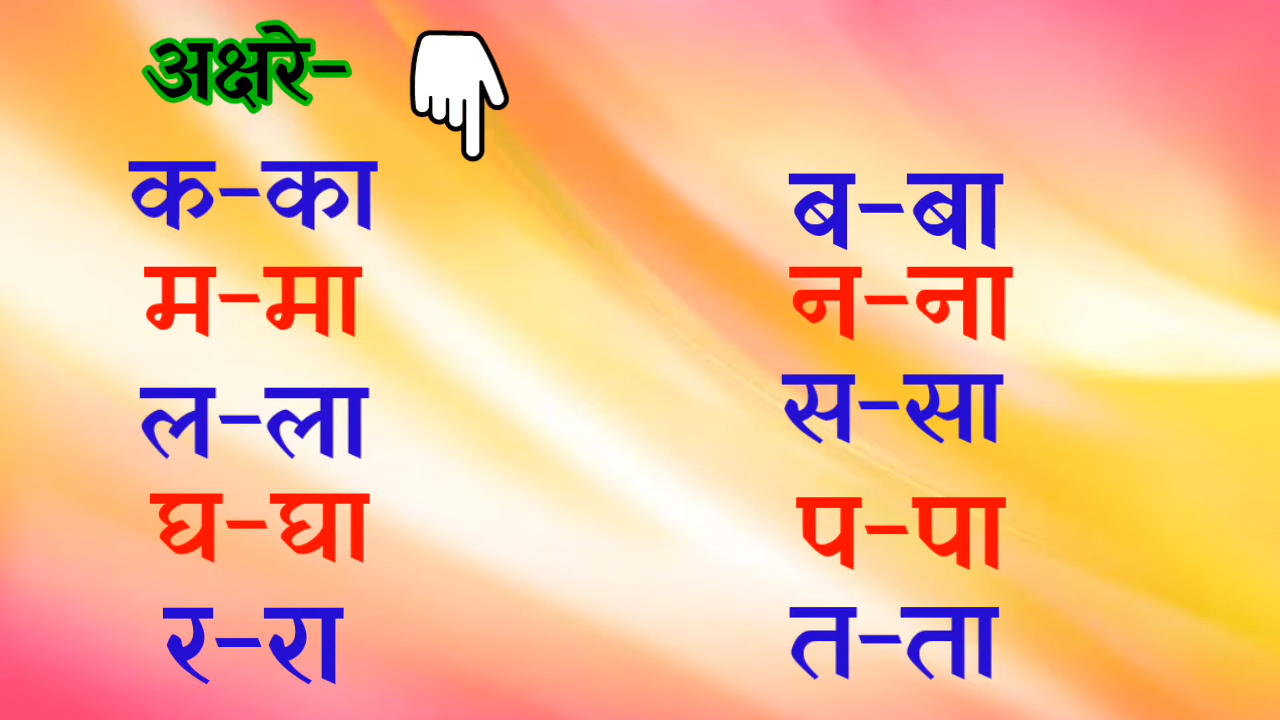 अक्षरे-
क-का
म-मा
ल-ला
घ-घा
र-रा
ब-बा
न-ना
स-सा
प-पा
त-ता